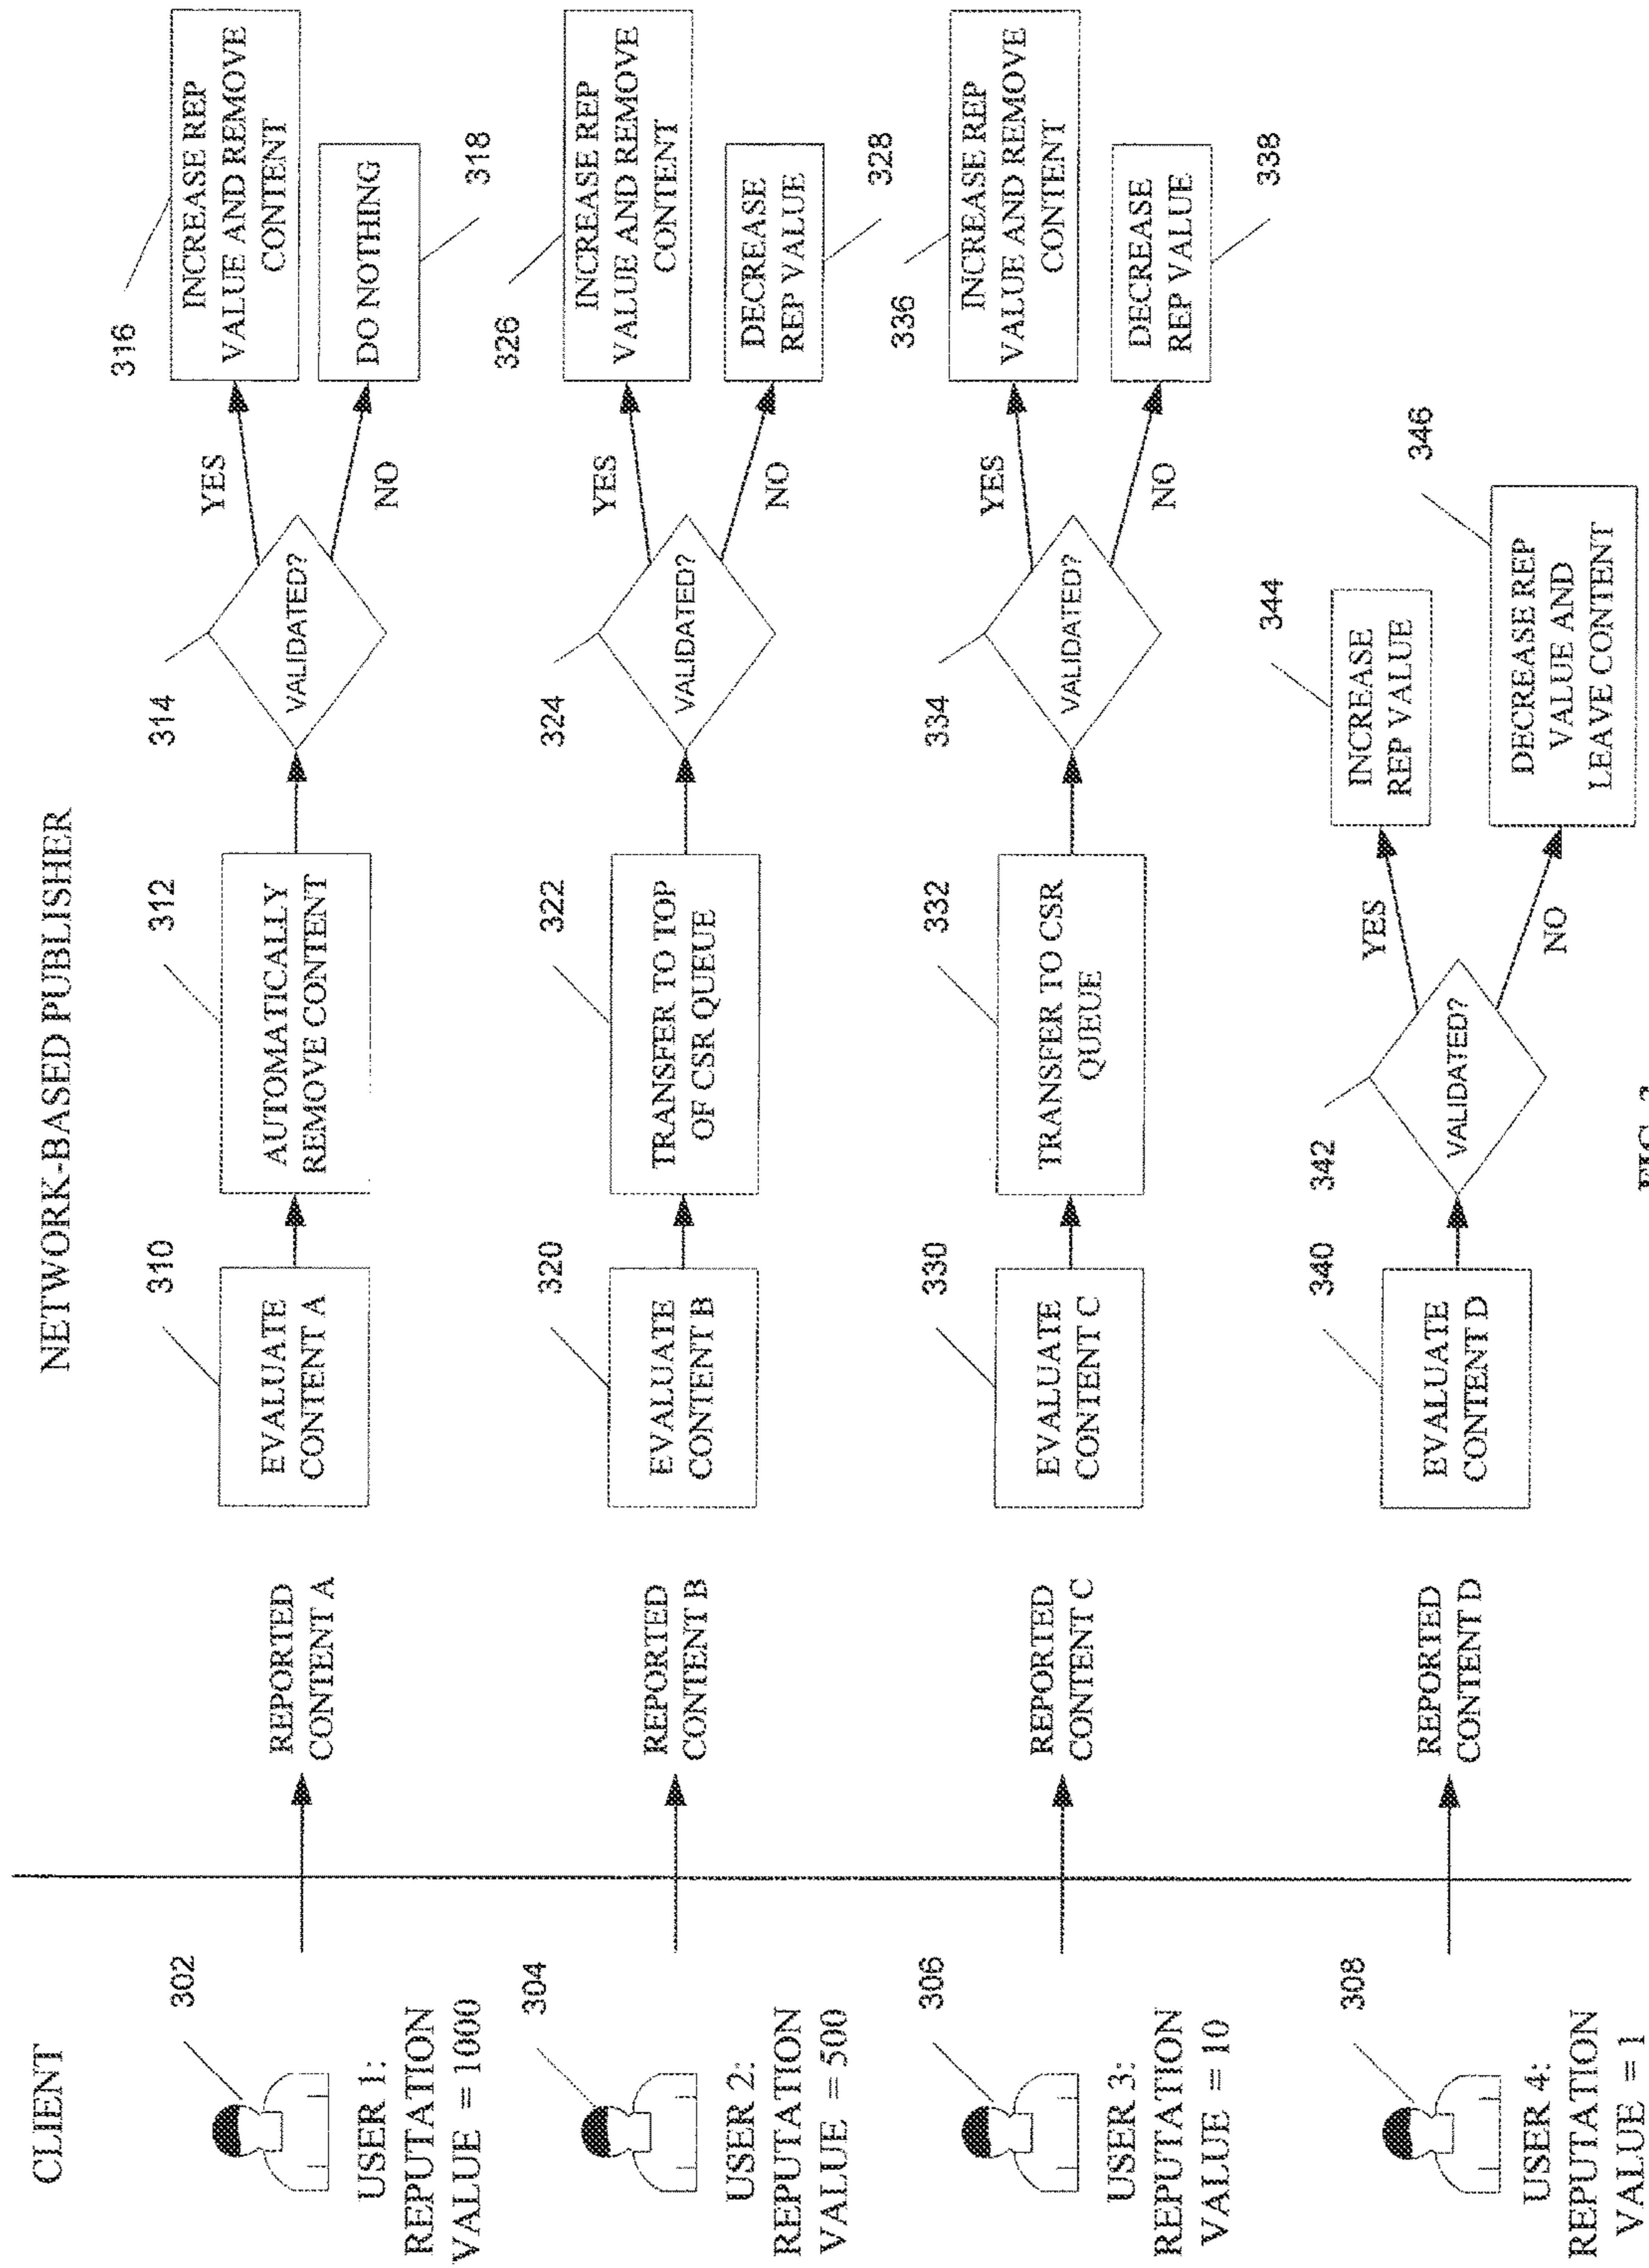 CLIENT
NETWORK-BASED PUBLISHER
302
USER 1:
REPUTATION
VALUE = 1000
REPORTED
CONTENT A
310
EVALUATE
CONTENT A
312
AUTOMATICALLY
REMOVE CONTENT
314
VALIDATED?
YES
NO
316
INCREASE REP
VALUE AND REMOVE
CONTENT
DO NOTHING
318
304
USER 2:
REPUTATION
VALUE = 500
REPORTED
CONTENT B
320
EVALUATE
CONTENT B
322
TRANSFER TO TOP
OF CSR QUEUE
324
VALIDATED?
YES
NO
326
INCREASE REP
VALUE AND REMOVE
CONTENT
DECREASE
REP VALUE
328
306
USER 3:
REPUTATION
VALUE = 10
REPORTED
CONTENT C
330
EVALUATE
CONTENT C
332
TRANSFER TO CSR
QUEUE
334
VALIDATED?
YES
NO
336
INCREASE REP
VALUE AND REMOVE
CONTENT
DECREASE
REP VALUE
338
308
USER 4:
REPUTATION
VALUE = 1
REPORTED
CONTENT D
340
EVALUATE
CONTENT D
342
VALIDATED?
YES
NO
344
INCREASE
REP VALUE
346
DECREASE REP
VALUE AND
LEAVE CONTENT